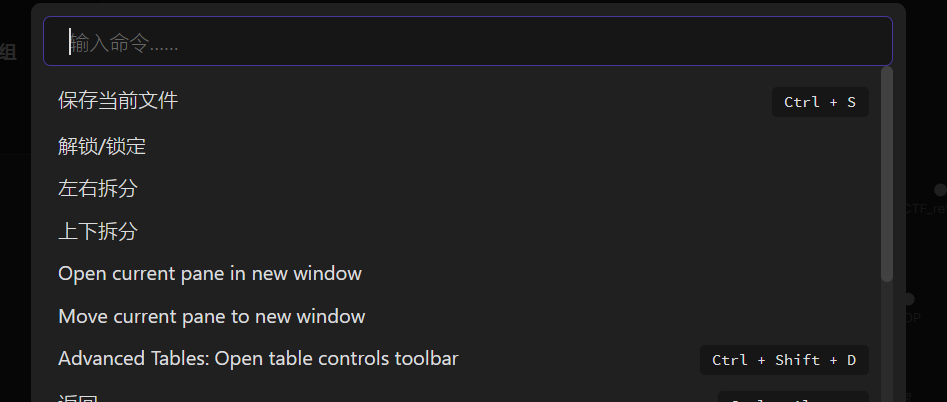 组
输入命令......
保存当前文件 Ctrl + S
解锁/锁定
左右拆分
上下拆分
Open current pane in new window
Move current pane to new window
Advanced Tables: Open table controls toolbar Ctrl + Shift + D
返回